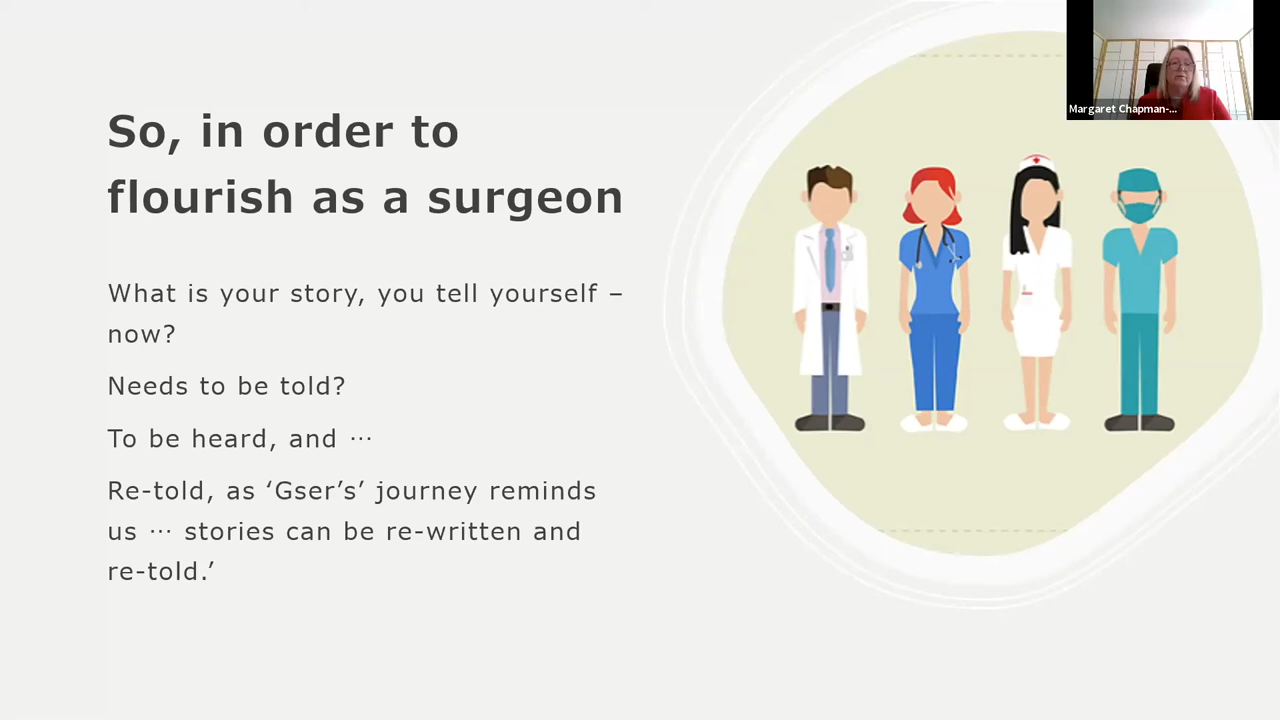 So, in order to
flourish as a surgeon
What is your story, you tell yourself –
now?
Needs to be told?
To be heard, and …
Re-told, as ‘Gser’s’ journey reminds
us … stories can be re-written and
re-told.’
Margaret Chapman-...